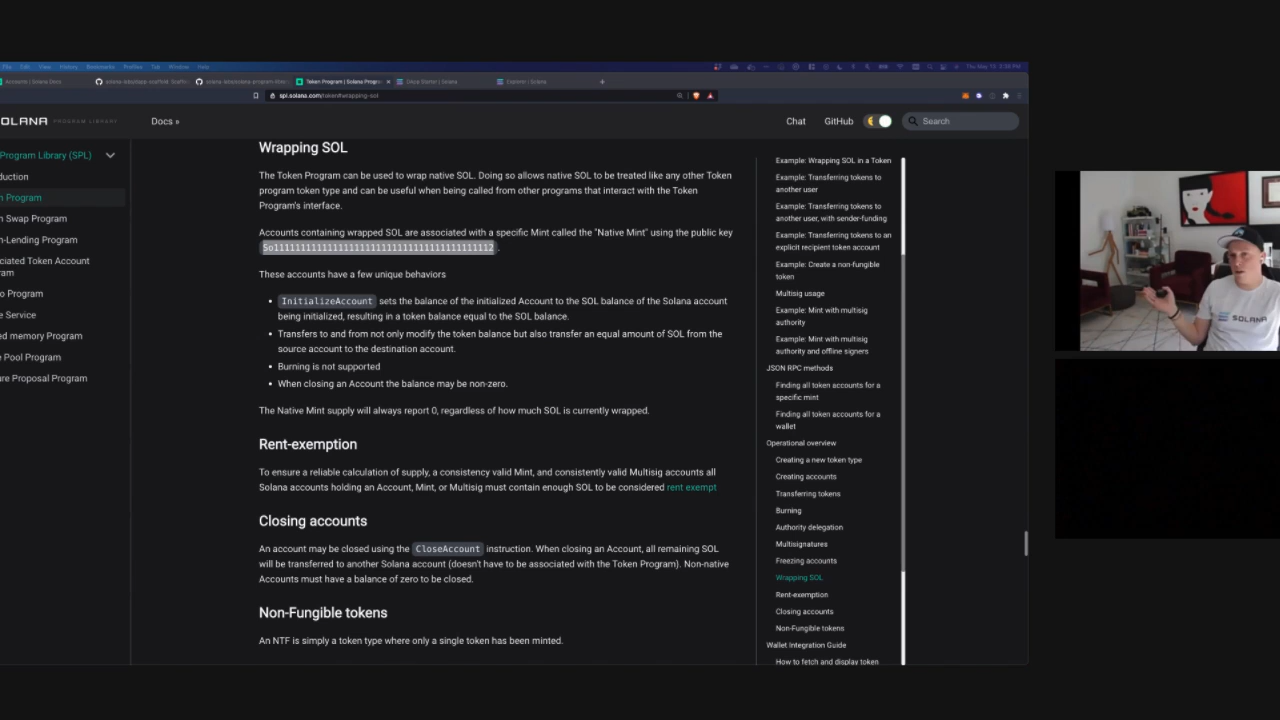 File Edit View History Bookmarks Profiles Tab Window Help
Token Program | Solana Progr
spl.solana.com/token#wrapping-sol
OLANA PROGRAM LIBRARY
Docs »
Chat
GitHub
Search
Program Library (SPL)
duction
n Program
n Swap Program
n-Lending Program
ciated Token Account
ram
o Program
e Service
ed memory Program
e Pool Program
ure Proposal Program
Wrapping SOL
The Token Program can be used to wrap native SOL. Doing so allows native SOL to be treated like any other Token
program token type and can be useful when being called from other programs that interact with the Token
Program's interface.
Accounts containing wrapped SOL are associated with a specific Mint called the "Native Mint" using the public key
So11111111111111111111111111111111111111112.
These accounts have a few unique behaviors
• InitializeAccount sets the balance of the initialized Account to the SOL balance of the Solana account
being initialized, resulting in a token balance equal to the SOL balance.
• Transfers to and from not only modify the token balance but also transfer an equal amount of SOL from the
source account to the destination account.
• Burning is not supported
• When closing an Account the balance may be non-zero.
The Native Mint supply will always report 0, regardless of how much SOL is currently wrapped.
Rent-exemption
To ensure a reliable calculation of supply, a consistency valid Mint, and consistently valid Multisig accounts all
Solana accounts holding an Account, Mint, or Multisig must contain enough SOL to be considered rent exempt
Closing accounts
An account may be closed using the CloseAccount instruction. When closing an Account, all remaining SOL
will be transferred to another Solana account (doesn't have to be associated with the Token Program). Non-native
Accounts must have a balance of zero to be closed.
Non-Fungible tokens
An NTF is simply a token type where only a single token has been minted.
Example: Wrapping SOL in a Token
Example: Transferring tokens to
another user
Example: Transferring tokens to
another user, with sender-funding
Example: Transferring tokens to an
explicit recipient token account
Example: Create a non-fungible
token
Multisig usage
Example: Mint with multisig
authority
Example: Mint with multisig
authority and offline signers
JSON RPC methods
Finding all token accounts for a
specific mint
Finding all token accounts for a
wallet
Operational overview
Creating a new token type
Creating accounts
Transferring tokens
Burning
Authority delegation
Multisignatures
Freezing accounts
Wrapping SOL
Rent-exemption
Closing accounts
Non-Fungible tokens
Wallet Integration Guide
How to fetch and display token
SOLANA